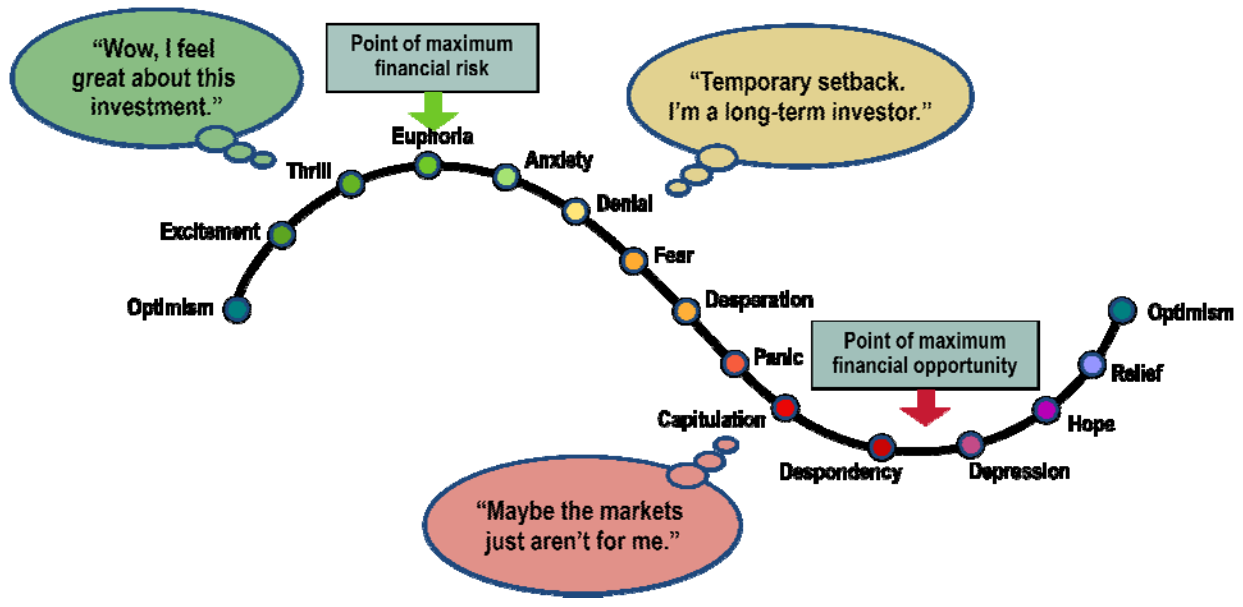 “Wow, I feel
great about this
investment.”
Point of maximum
financial risk
“Temporary setback.
I’m a long-term investor.”
Euphoria
Anxiety
Thrill
Denial
Excitement
Fear
Optimism
Desperation
Optimism
Panic
Point of maximum
financial opportunity
Relief
Capitulation
Hope
Despondency
Depression
“Maybe the markets
just aren’t for me.”